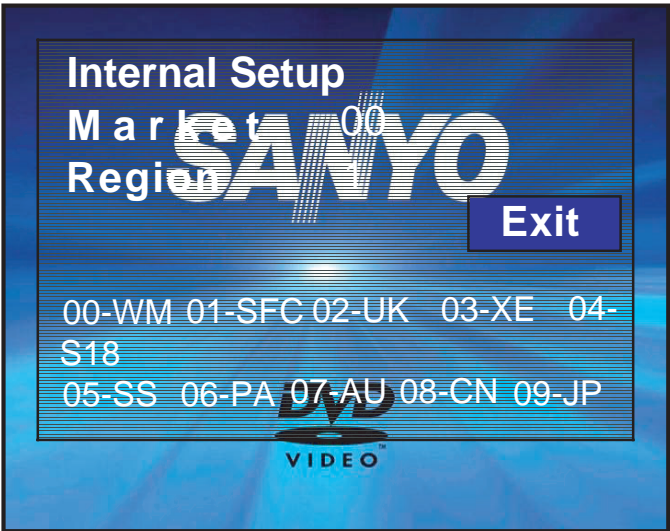 Internal Setup
Market 00
SANYO
Region 1
Exit
00-WM 01-SFC 02-UK 03-XE 04-
S18
05-SS 06-PA 07-AU 08-CN 09-JP
DVD
VIDEO
TM